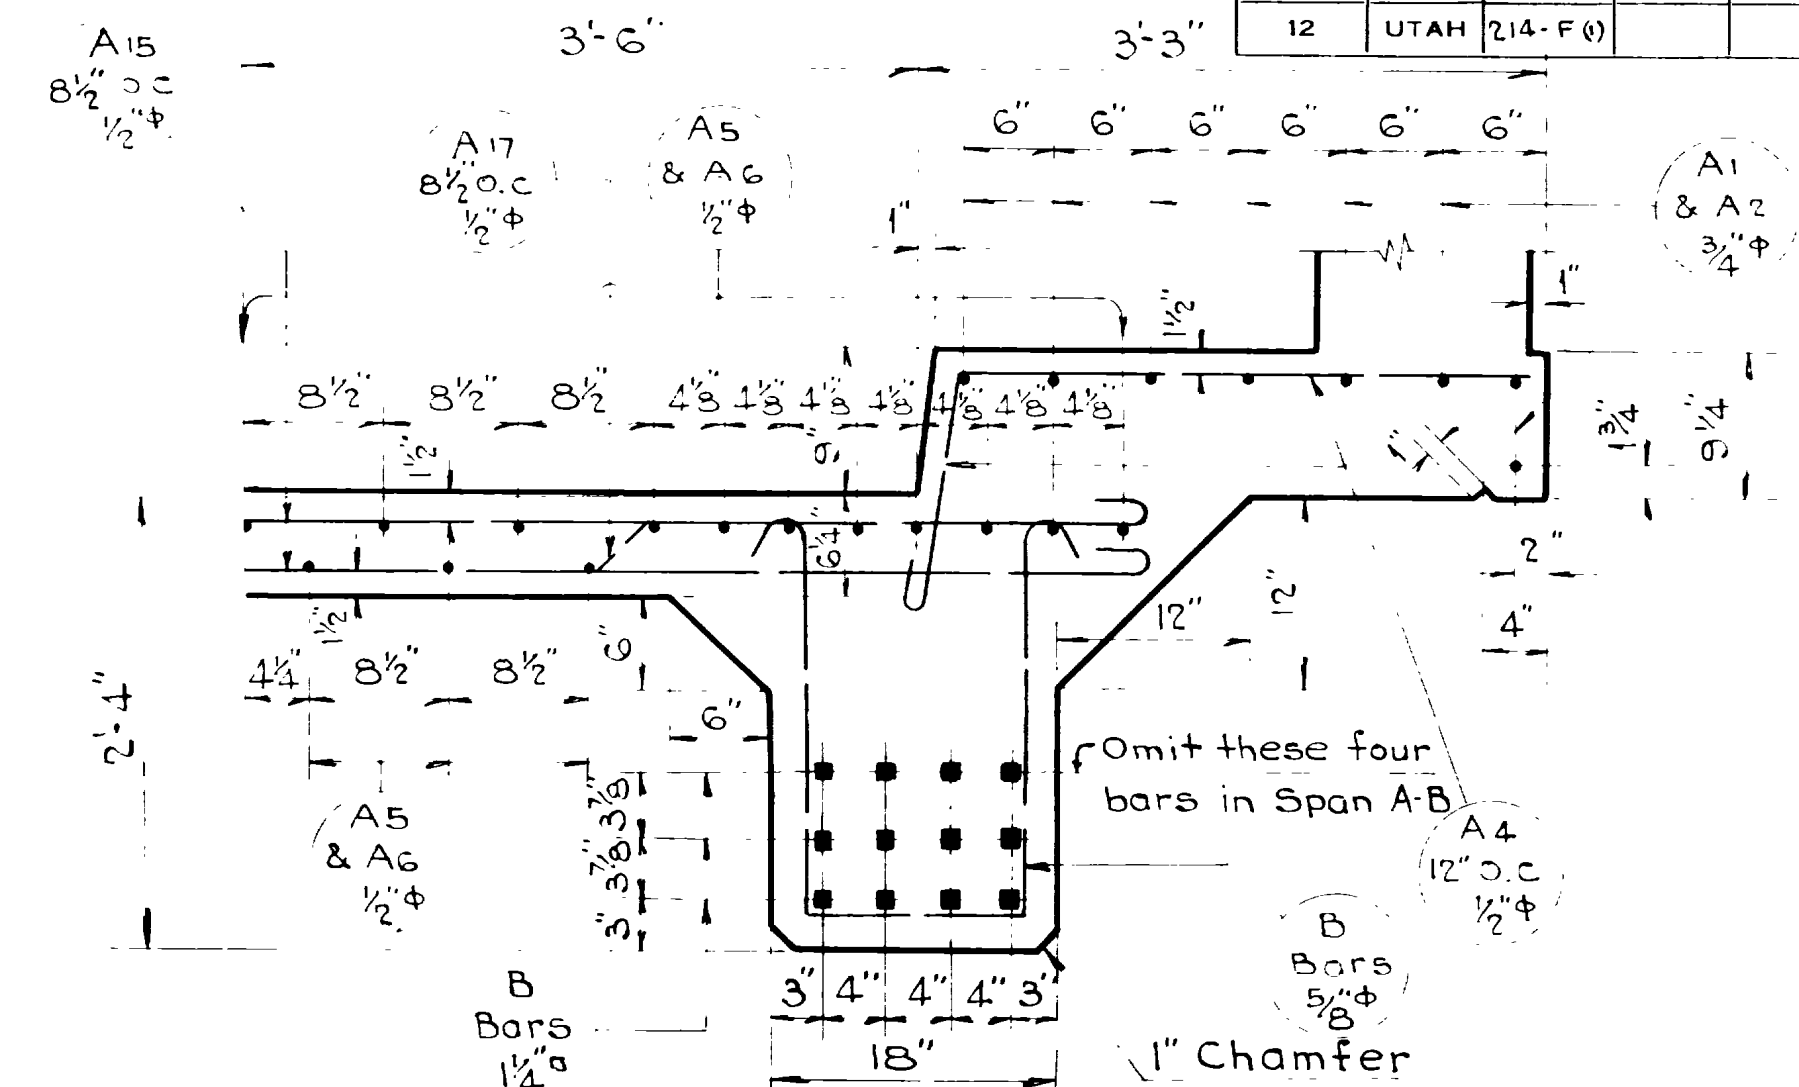 12 UTAH 214-F(1)
3'-6" 3'-3"
A15
8½" O.C
½"ϕ
6" 6" 6" 6" 6" 6"
A17
8½" O.C
½"ϕ
A5
& A6
½"ϕ
A1
& A2
¾"ϕ
1"
1"
1½"
8½" 8½" 8½" 4⅛ 4⅛" 4⅛" 4⅛" 4⅛" 4⅛" 4⅛"
1½"
9"
1"
1¾"
9¼"
6¼"
1½"
2"
4"
12"
12"
4¼" 8½" 8½"
6"
6"
2'-4"
Omit these four
bars in Span A-B
A5
& A6
½"ϕ
3⅞"
3⅞"
3"
A4
12" O.C
½"ϕ
B
Bars
⅝"ϕ
B
Bars
1¼"▫
3" 4" 4" 4" 3"
18"
1" Chamfer